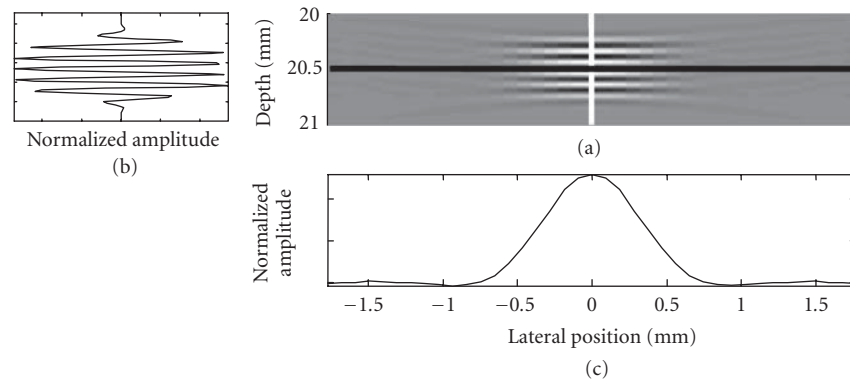 20
20.5
21
Depth (mm)
(a)
Normalized amplitude
(b)
Normalized
amplitude
−1.5 −1 −0.5 0 0.5 1 1.5
Lateral position (mm)
(c)